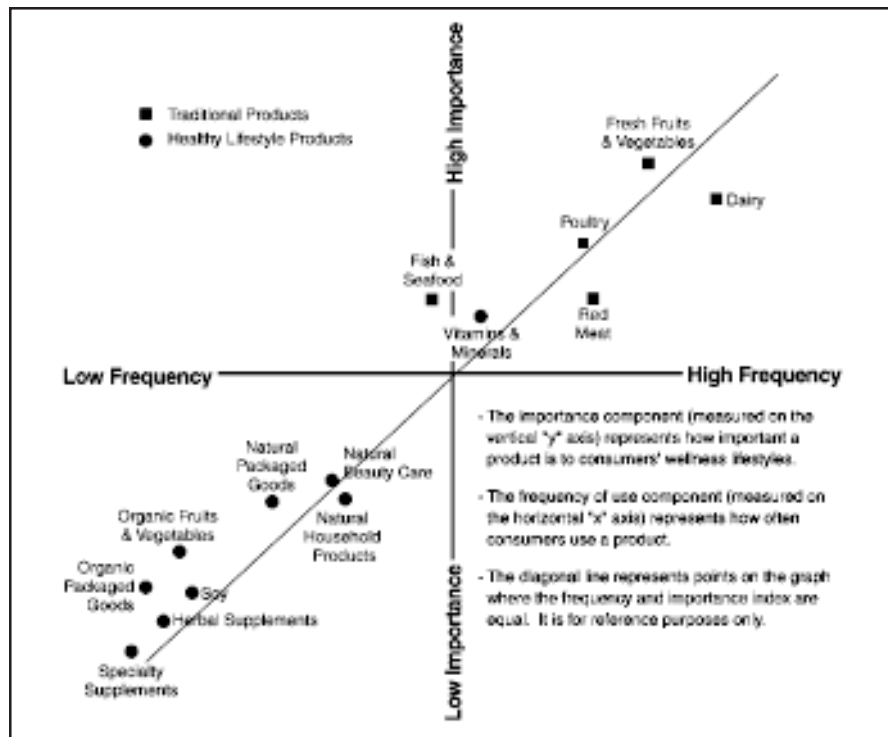 Traditional Products
Healthy Lifestyle Products
High Importance
Fresh Fruits
& Vegetables
Dairy
Poultry
Fish &
Seafood
Red
Meat
Vitamins &
Minerals
Low Frequency
High Frequency
- The importance component (measured on the
vertical "y" axis) represents how important a
product is to consumers' wellness lifestyles.
- The frequency of use component (measured on
the horizontal "x" axis) represents how often
consumers use a product.
- The diagonal line represents points on the graph
where the frequency and importance index are
equal. It is for reference purposes only.
Natural
Packaged
Goods
Natural
Beauty Care
Natural
Household
Products
Organic Fruits
& Vegetables
Organic
Packaged
Goods
Soy
Herbal Supplements
Specialty
Supplements
Low Importance